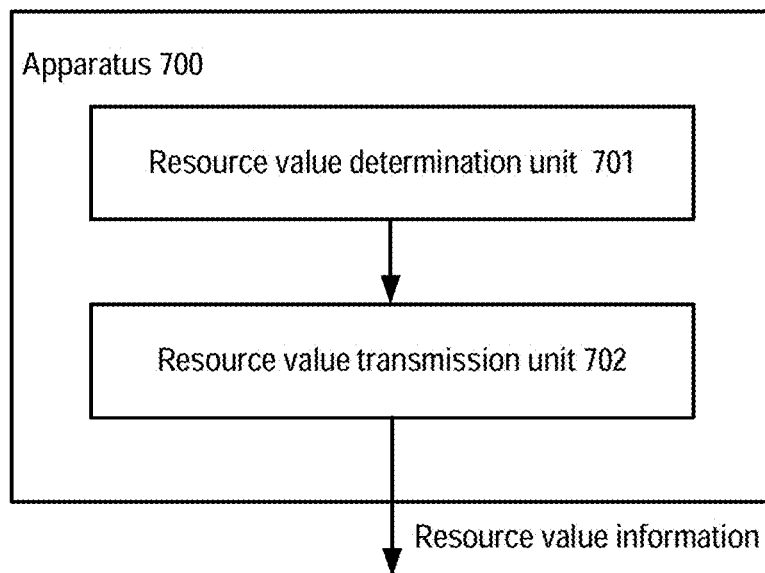 Apparatus 700
Resource value determination unit 701
Resource value transmission unit 702
Resource value information